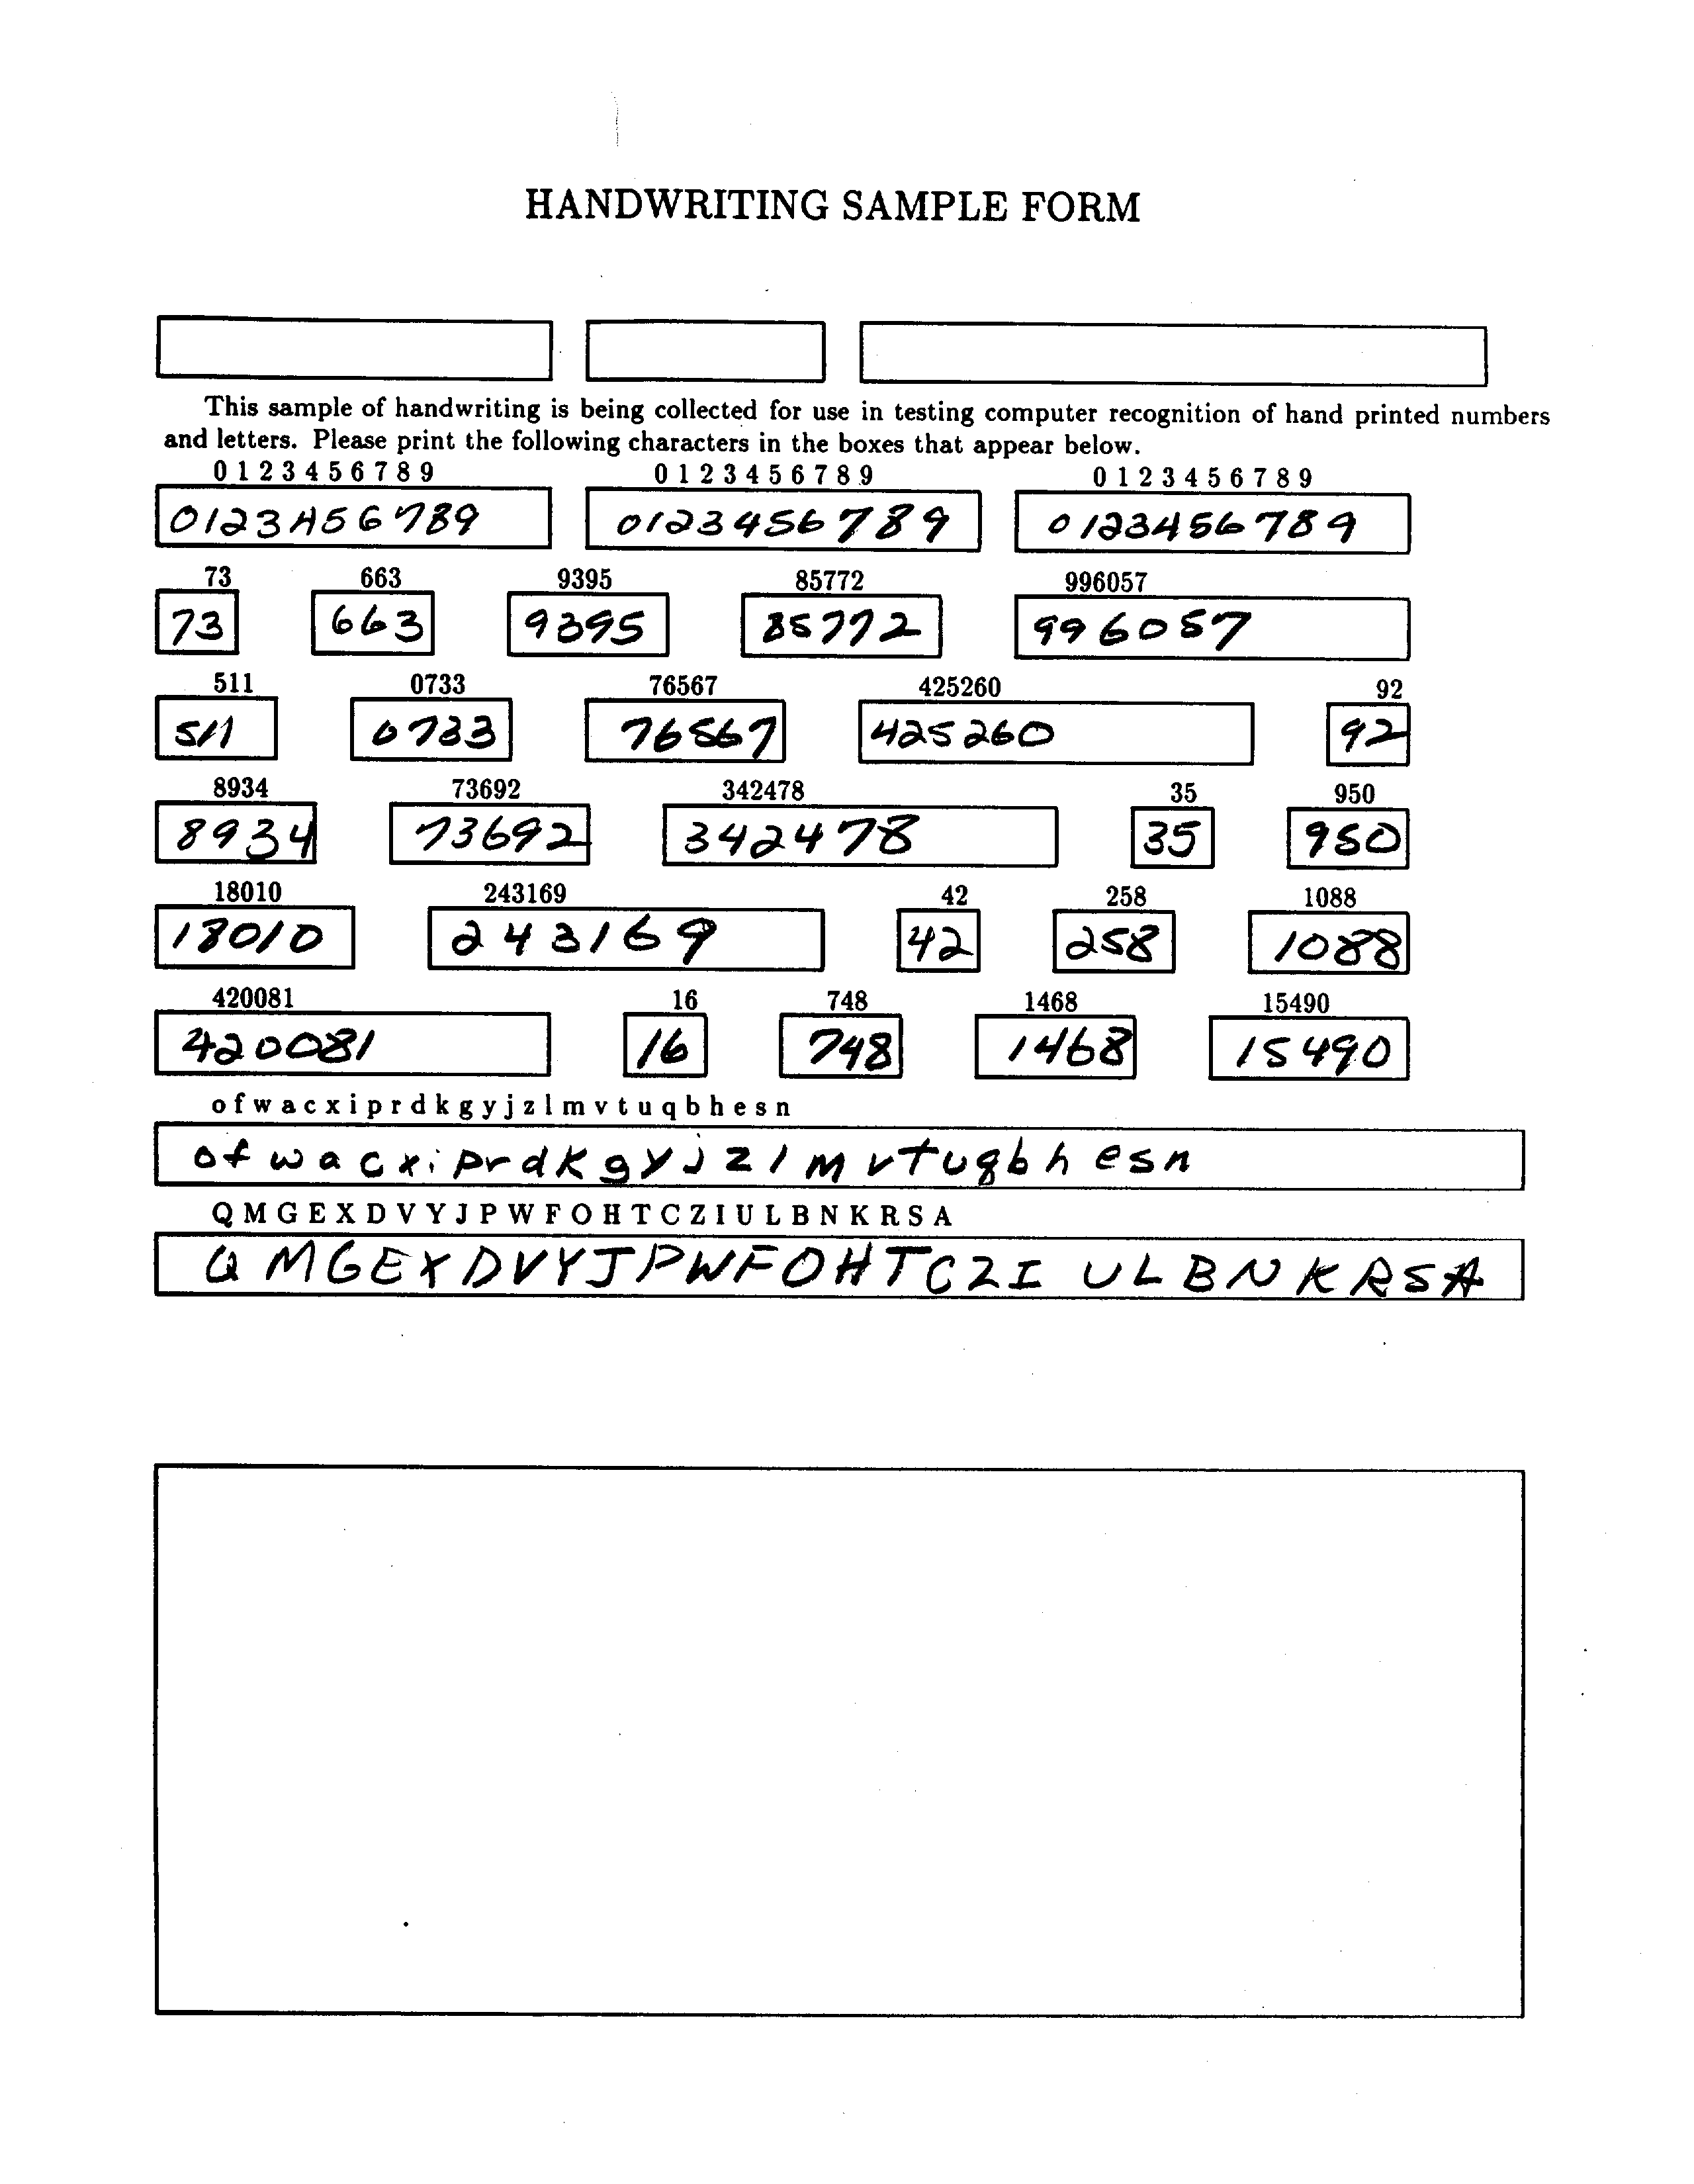 HANDWRITING SAMPLE FORM
This sample of handwriting is being collected for use in testing computer recognition of hand printed numbers
and letters. Please print the following characters in the boxes that appear below.
0 1 2 3 4 5 6 7 8 9 0 1 2 3 4 5 6 7 8 9 0 1 2 3 4 5 6 7 8 9
0123456789 0123456789 0123456789
73 663 9395 85772 996057
73 663 9395 85772 996057
511 0733 76567 425260 92
511 0733 76567 425260 92
8934 73692 342478 35 950
8934 73692 342478 35 950
18010 243169 42 258 1088
18010 243169 42 258 1088
420081 16 748 1468 15490
420081 16 748 1468 15490
o f w a c x i p r d k g y j z l m v t u q b h e s n
o f w a c x i p r d k g y j z l m v t u q b h e s n
Q M G E X D V Y J P W F O H T C Z I U L B N K R S A
Q M G E X D V Y J P W F O H T C Z I U L B N K R S A